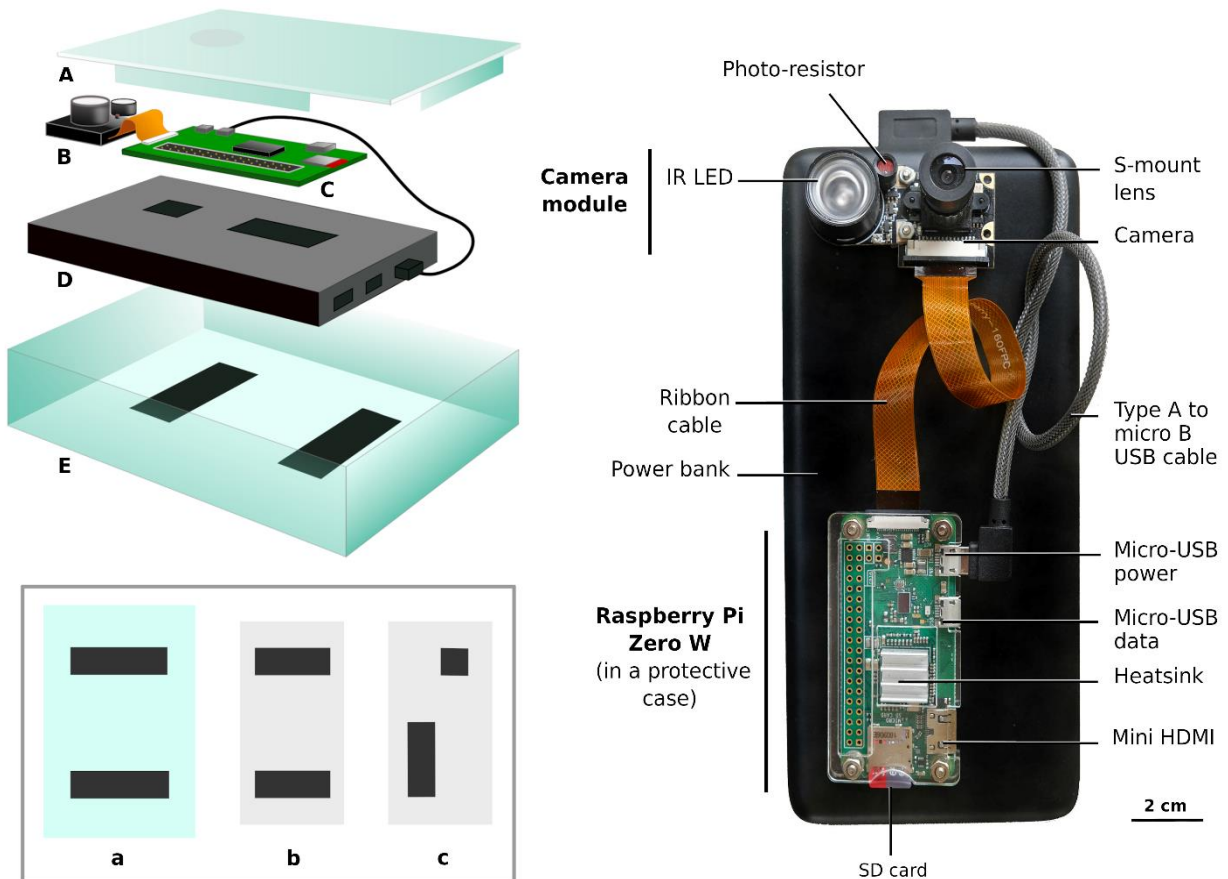 A
B
C
D
E
a
b
c
Photo-resistor
Camera
module
IR LED
S-mount
lens
Camera
Ribbon
cable
Power bank
Type A to
micro B
USB cable
Raspberry Pi
Zero W
(in a protective
case)
Micro-USB
power
Micro-USB
data
Heatsink
Mini HDMI
2 cm
SD card